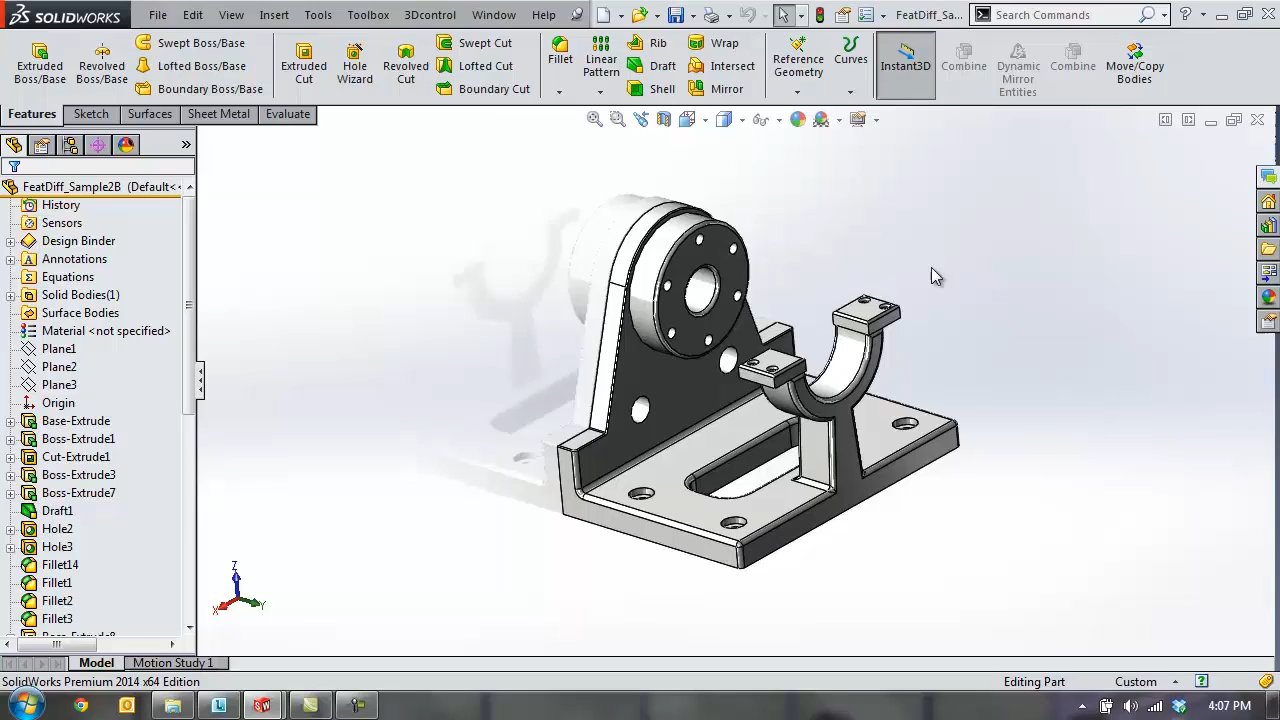 SOLIDWORKS File Edit View Insert Tools Toolbox 3Dcontrol Window Help FeatDiff_Sa... Search Commands
Extruded Boss/Base
Revolved Boss/Base
Swept Boss/Base
Lofted Boss/Base
Boundary Boss/Base
Extruded Cut
Hole Wizard
Revolved Cut
Swept Cut
Lofted Cut
Boundary Cut
Fillet
Linear Pattern
Rib
Draft
Shell
Wrap
Intersect
Mirror
Reference Geometry
Curves
Instant3D
Combine
Dynamic Mirror Entities
Combine
Move/Copy Bodies
Features Sketch Surfaces Sheet Metal Evaluate
FeatDiff_Sample2B (Default<<
History
Sensors
Design Binder
Annotations
Equations
Solid Bodies(1)
Surface Bodies
Material <not specified>
Plane1
Plane2
Plane3
Origin
Base-Extrude
Boss-Extrude1
Cut-Extrude1
Boss-Extrude3
Boss-Extrude7
Draft1
Hole2
Hole3
Fillet14
Fillet1
Fillet2
Fillet3
Z
X Y
Model Motion Study 1
SolidWorks Premium 2014 x64 Edition Editing Part Custom
4:07 PM